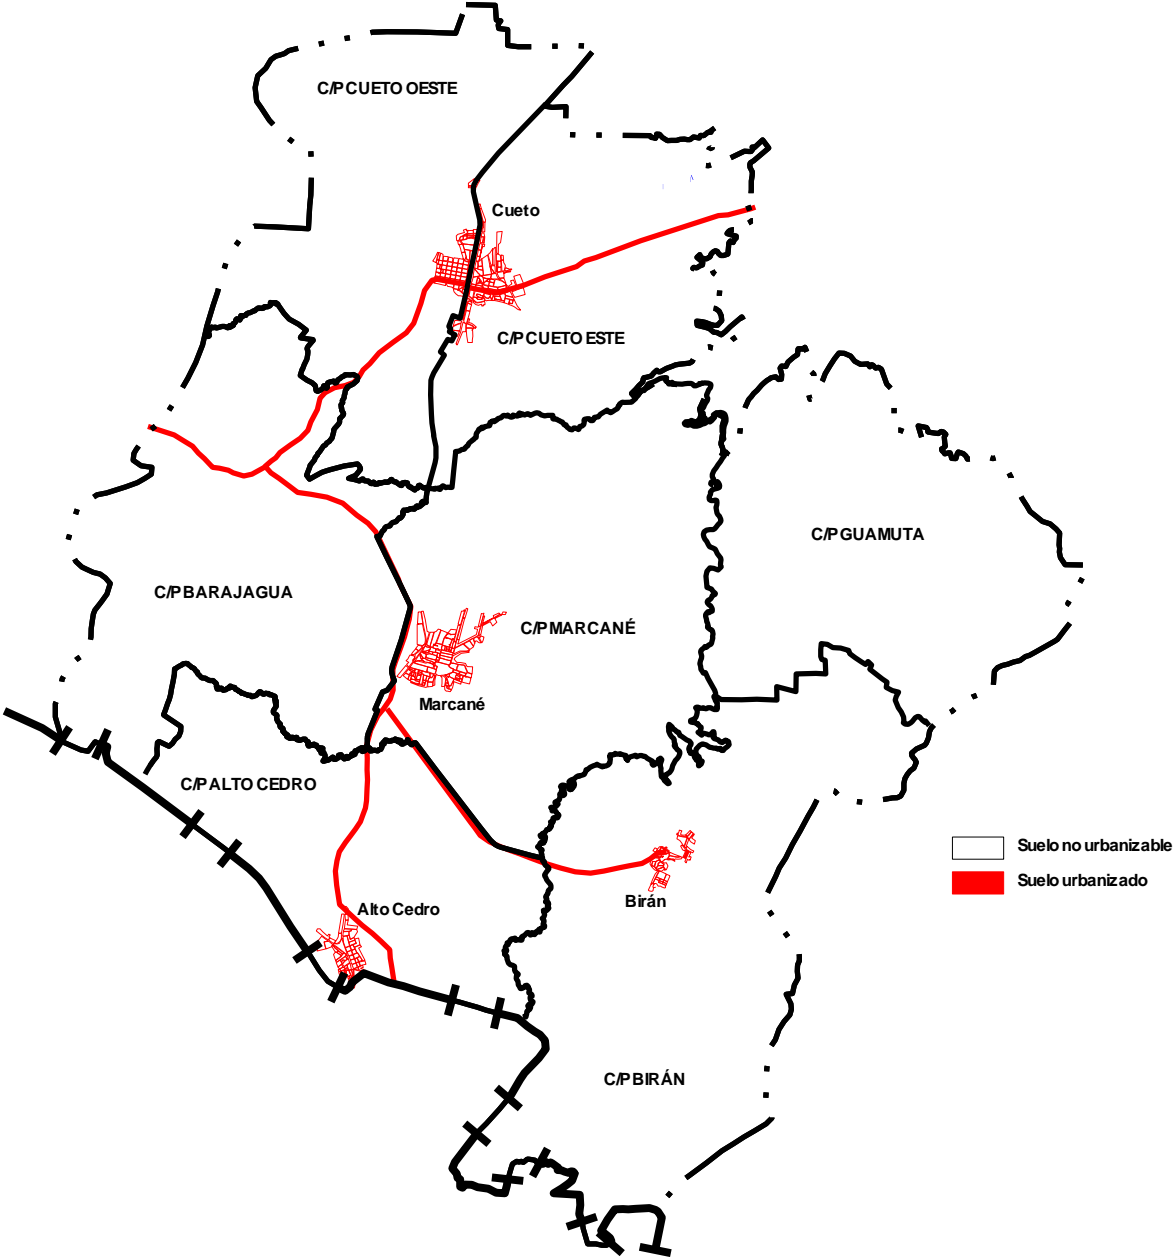 C/P CUETO OESTE
Cueto
C/P CUETO ESTE
C/P GUAMUTA
C/P BARAJAGUA
C/P MARCANÉ
Marcané
C/P ALTO CEDRO
Suelo no urbanizable
Suelo urbanizado
Birán
Alto Cedro
C/P BIRÁN